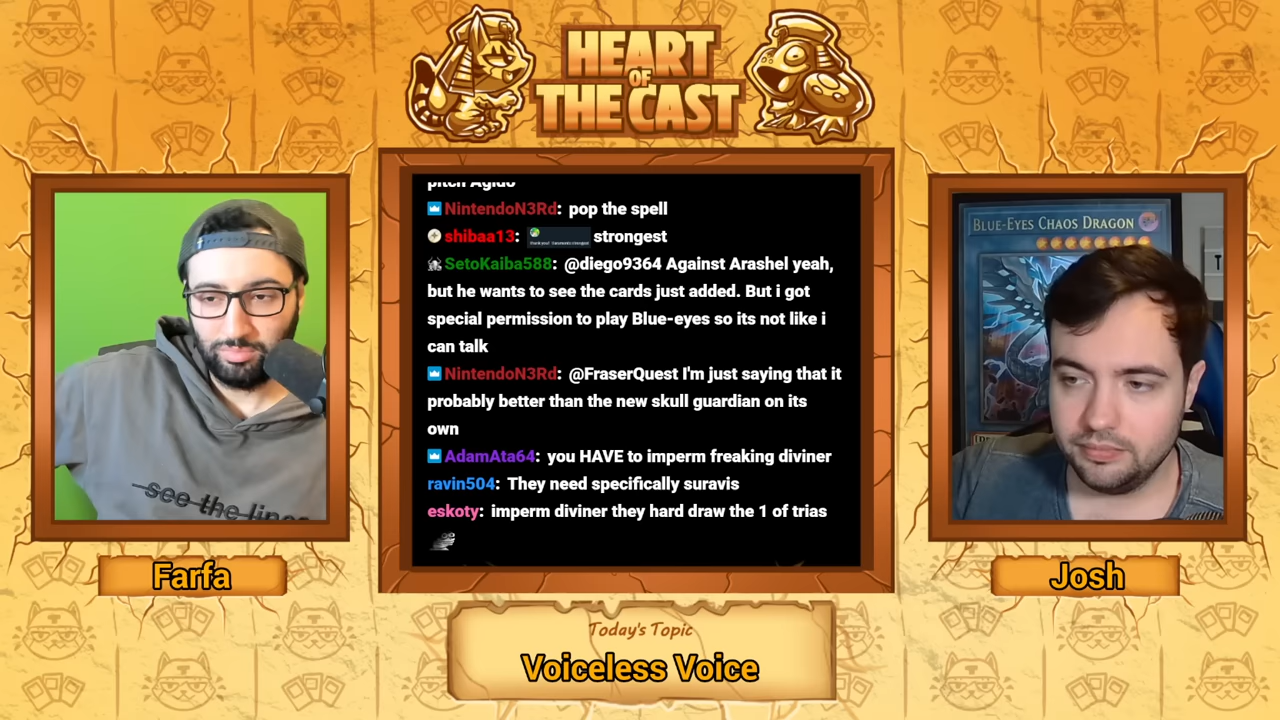 HEART
OF
THE CAST
pitch Agido
NintendoN3Rd: pop the spell
shibaa13: strongest
SetoKaiba588: @diego9364 Against Arashel yeah,
but he wants to see the cards just added. But i got
special permission to play Blue-eyes so its not like i
can talk
NintendoN3Rd: @FraserQuest I'm just saying that it
probably better than the new skull guardian on its
own
AdamAta64: you HAVE to imperm freaking diviner
ravin504: They need specifically suravis
eskoty: imperm diviner they hard draw the 1 of trias
BLUE-EYES CHAOS DRAGON
see the lines
Farfa
Josh
Today's Topic
Voiceless Voice